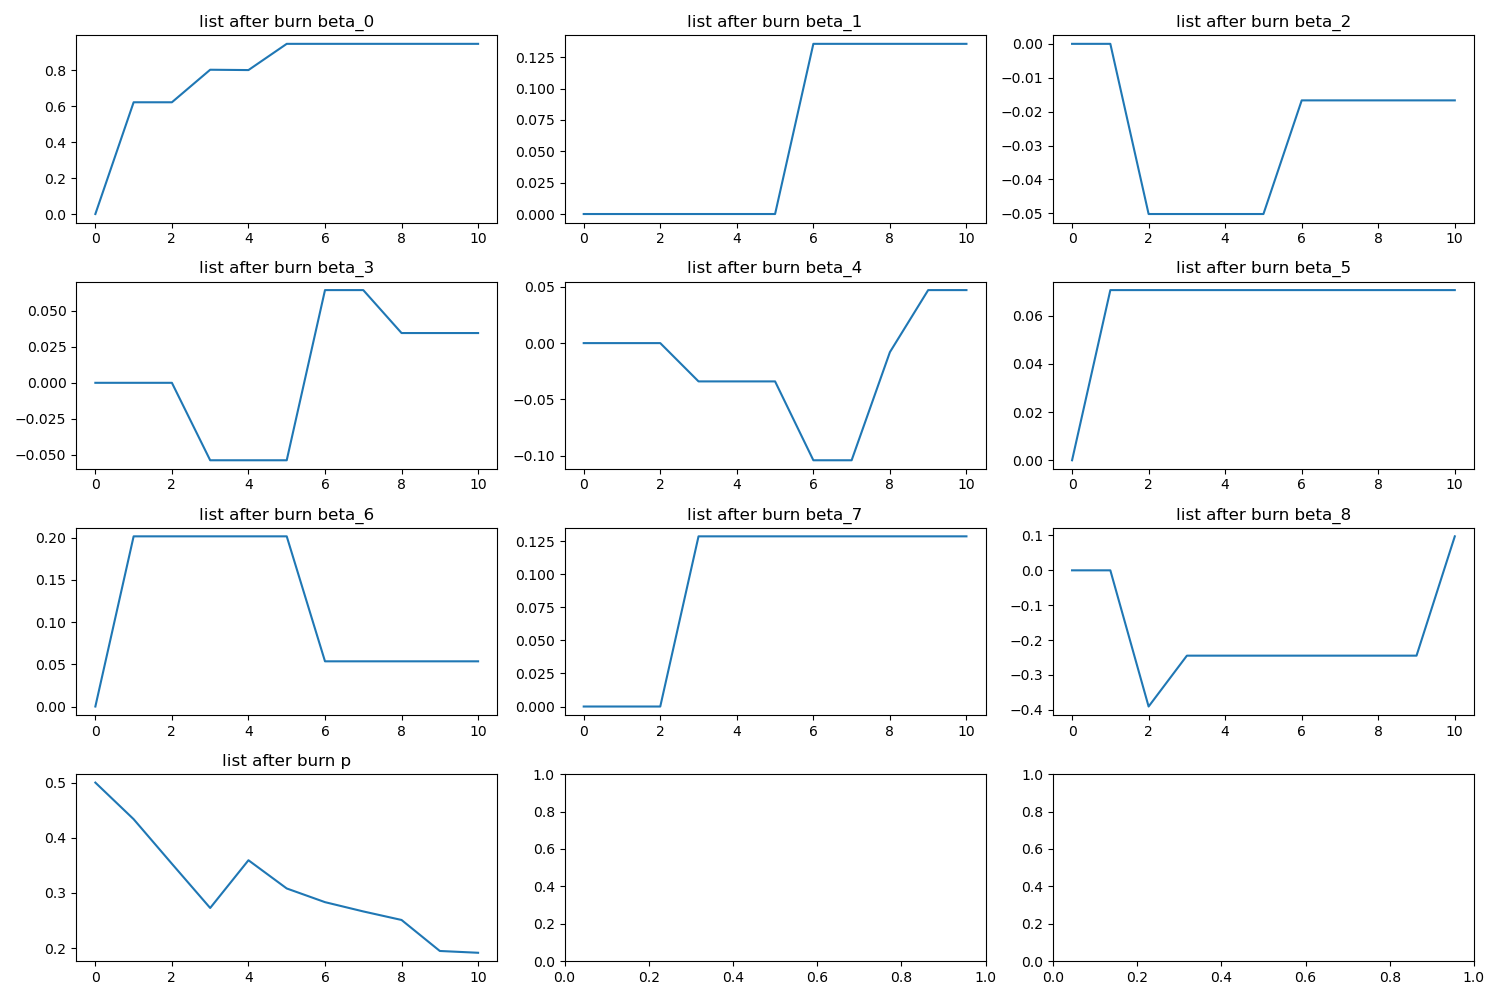 list after burn beta_0
0.8
0.6
0.4
0.2
0.0
0 2 4 6 8 10
list after burn beta_1
0.125
0.100
0.075
0.050
0.025
0.000
0 2 4 6 8 10
list after burn beta_2
0.00
−0.01
−0.02
−0.03
−0.04
−0.05
0 2 4 6 8 10
list after burn beta_3
0.050
0.025
0.000
−0.025
−0.050
0 2 4 6 8 10
list after burn beta_4
0.05
0.00
−0.05
−0.10
0 2 4 6 8 10
list after burn beta_5
0.06
0.04
0.02
0.00
0 2 4 6 8 10
list after burn beta_6
0.20
0.15
0.10
0.05
0.00
0 2 4 6 8 10
list after burn beta_7
0.125
0.100
0.075
0.050
0.025
0.000
0 2 4 6 8 10
list after burn beta_8
0.1
0.0
−0.1
−0.2
−0.3
−0.4
0 2 4 6 8 10
list after burn p
0.5
0.4
0.3
0.2
0 2 4 6 8 10
1.0
0.8
0.6
0.4
0.2
0.0
0.0 0.2 0.4 0.6 0.8 1.0
1.0
0.8
0.6
0.4
0.2
0.0
0.0 0.2 0.4 0.6 0.8 1.0